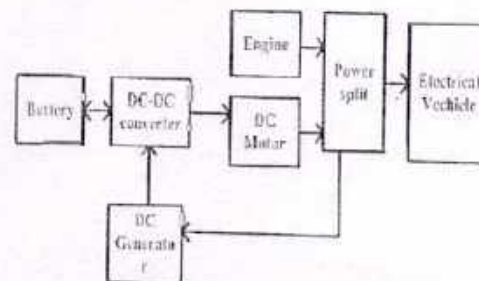 Engine
Power
split
Electrical
Vechicle
Battery
DC-DC
converter
DC
Motor
DC
Generato
r